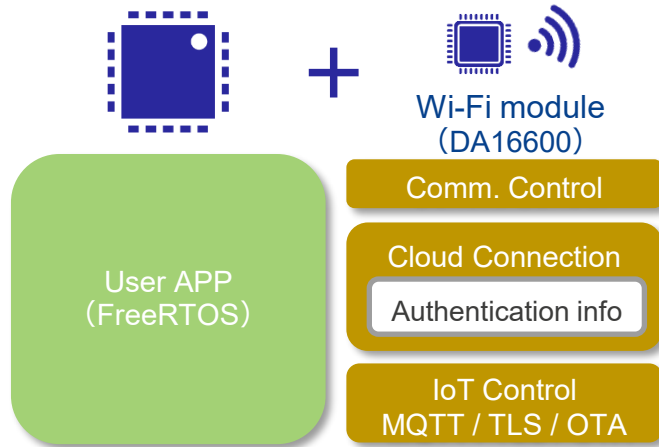 Wi-Fi module
（DA16600）
Comm. Control
Cloud Connection
Authentication info
User APP
（FreeRTOS）
IoT Control
MQTT / TLS / OTA